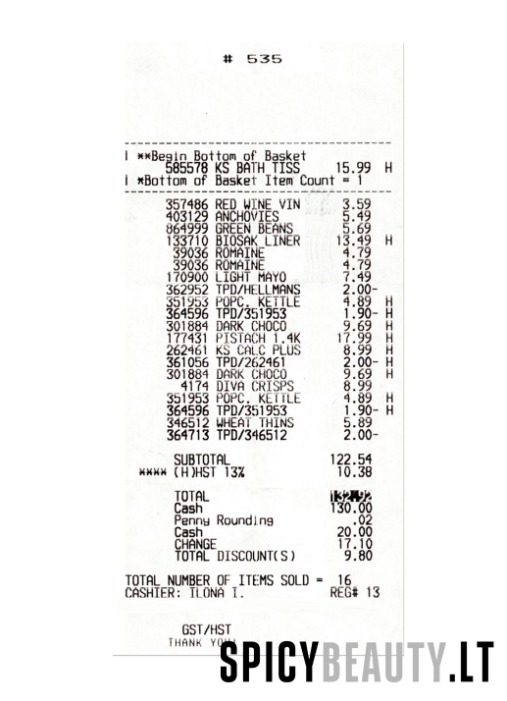 # 535
| **Begin Bottom of Basket
585578 KS BATH TISS 15.99 H
| *Bottom of Basket Item Count = 1
357486 RED WINE VIN 3.59
403129 ANCHOVIES 5.49
864999 GREEN BEANS 5.69
133710 BIOSAK LINER 13.49 H
39036 ROMAINE 4.79
39036 ROMAINE 4.79
170900 LIGHT MAYO 7.49
362952 TPD/HELLMANS 2.00-
351953 POPC. KETTLE 4.89 H
364596 TPD/351953 1.90- H
301884 DARK CHOCO 9.69 H
177431 PISTACH 1.4K 17.99 H
262461 KS CALC PLUS 8.99 H
361056 TPD/262461 2.00- H
301884 DARK CHOCO 9.69 H
4174 DIVA CRISPS 8.99
351953 POPC. KETTLE 4.89 H
364596 TPD/351953 1.90- H
346512 WHEAT THINS 5.89
364713 TPD/346512 2.00-
SUBTOTAL 122.54
**** (H)HST 13% 10.38
TOTAL 132.92
Cash 130.00
Penny Rounding .02
Cash 20.00
CHANGE 17.10
TOTAL DISCOUNT(S) 9.80
TOTAL NUMBER OF ITEMS SOLD = 16
CASHIER: ILONA I. REG# 13
GST/HST
THANK YOU!
SPICYBEAUTY.LT